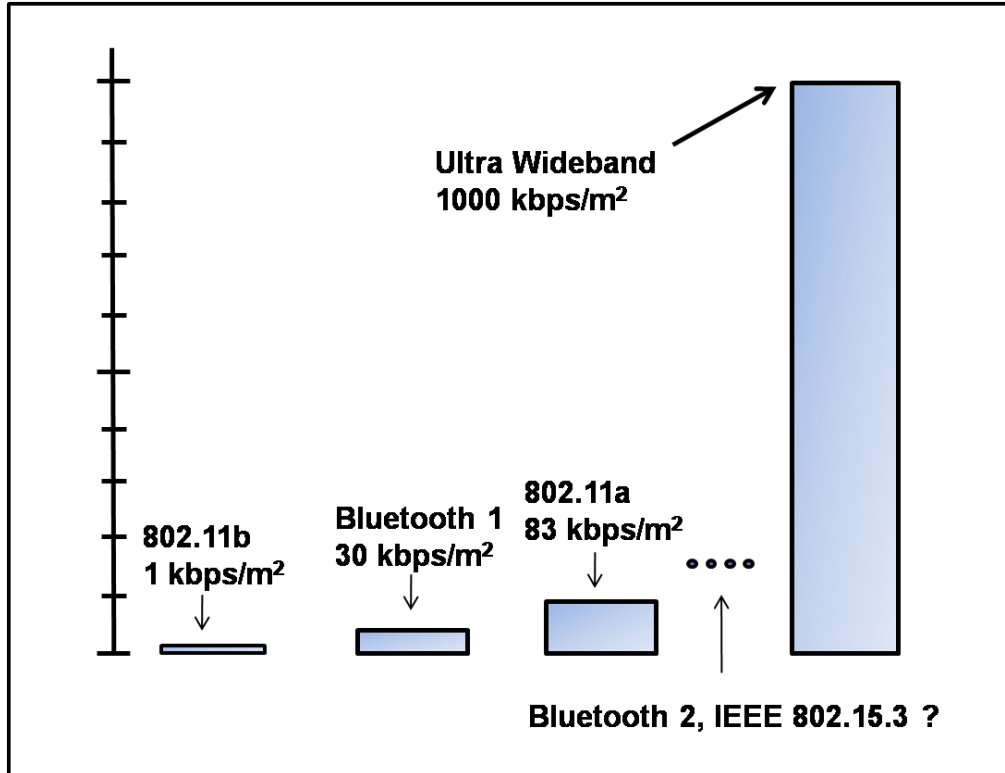 Ultra Wideband
1000 kbps/m²
802.11a
83 kbps/m²
Bluetooth 1
30 kbps/m²
802.11b
1 kbps/m²
Bluetooth 2, IEEE 802.15.3 ?